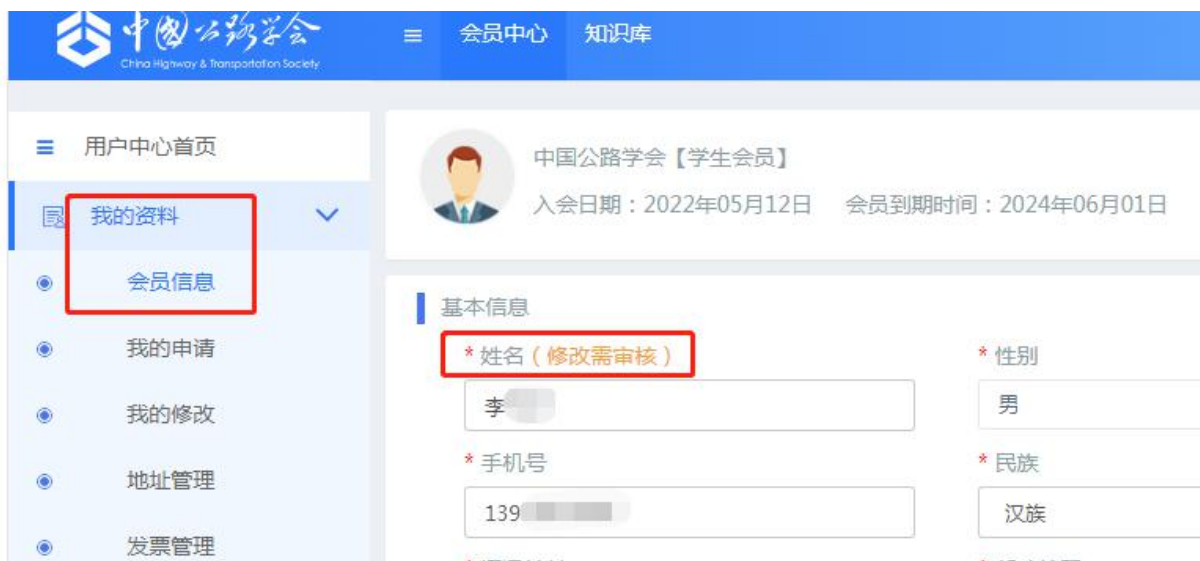 中国公路学会
China Highway & Transportation Society
会员中心 知识库
用户中心首页
我的资料
会员信息
我的申请
我的修改
地址管理
发票管理
中国公路学会【学生会员】
入会日期：2022年05月12日 会员到期时间：2024年06月01日
基本信息
* 姓名（修改需审核）
李
* 性别
男
* 手机号
139
* 民族
汉族